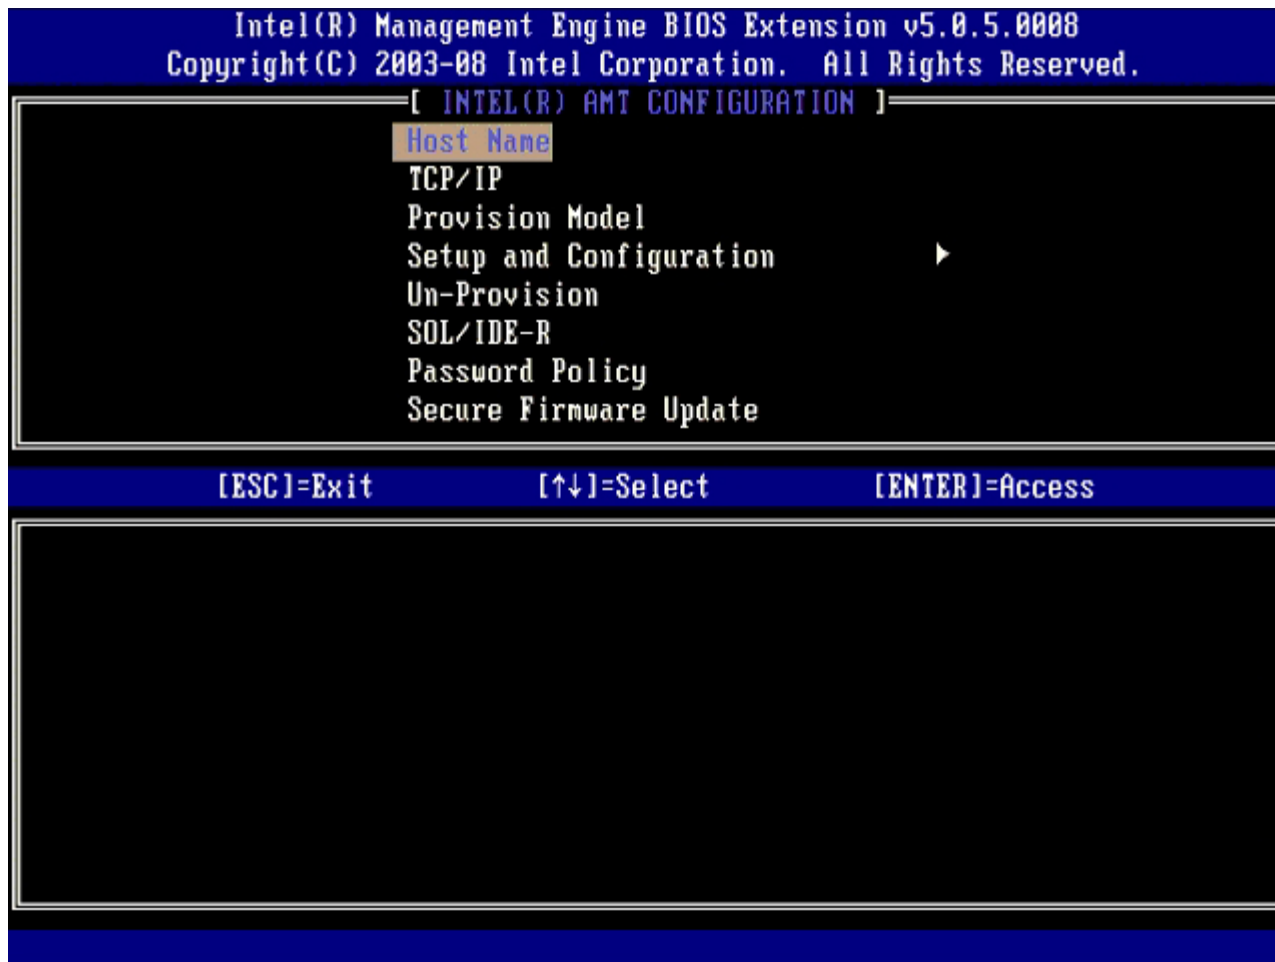 Intel(R) Management Engine BIOS Extension v5.0.5.0008
Copyright(C) 2003-08 Intel Corporation.  All Rights Reserved.
[ INTEL(R) AMT CONFIGURATION ]
Host Name
TCP/IP
Provision Model
Setup and Configuration ►
Un-Provision
SOL/IDE-R
Password Policy
Secure Firmware Update
[ESC]=Exit [↑↓]=Select [ENTER]=Access